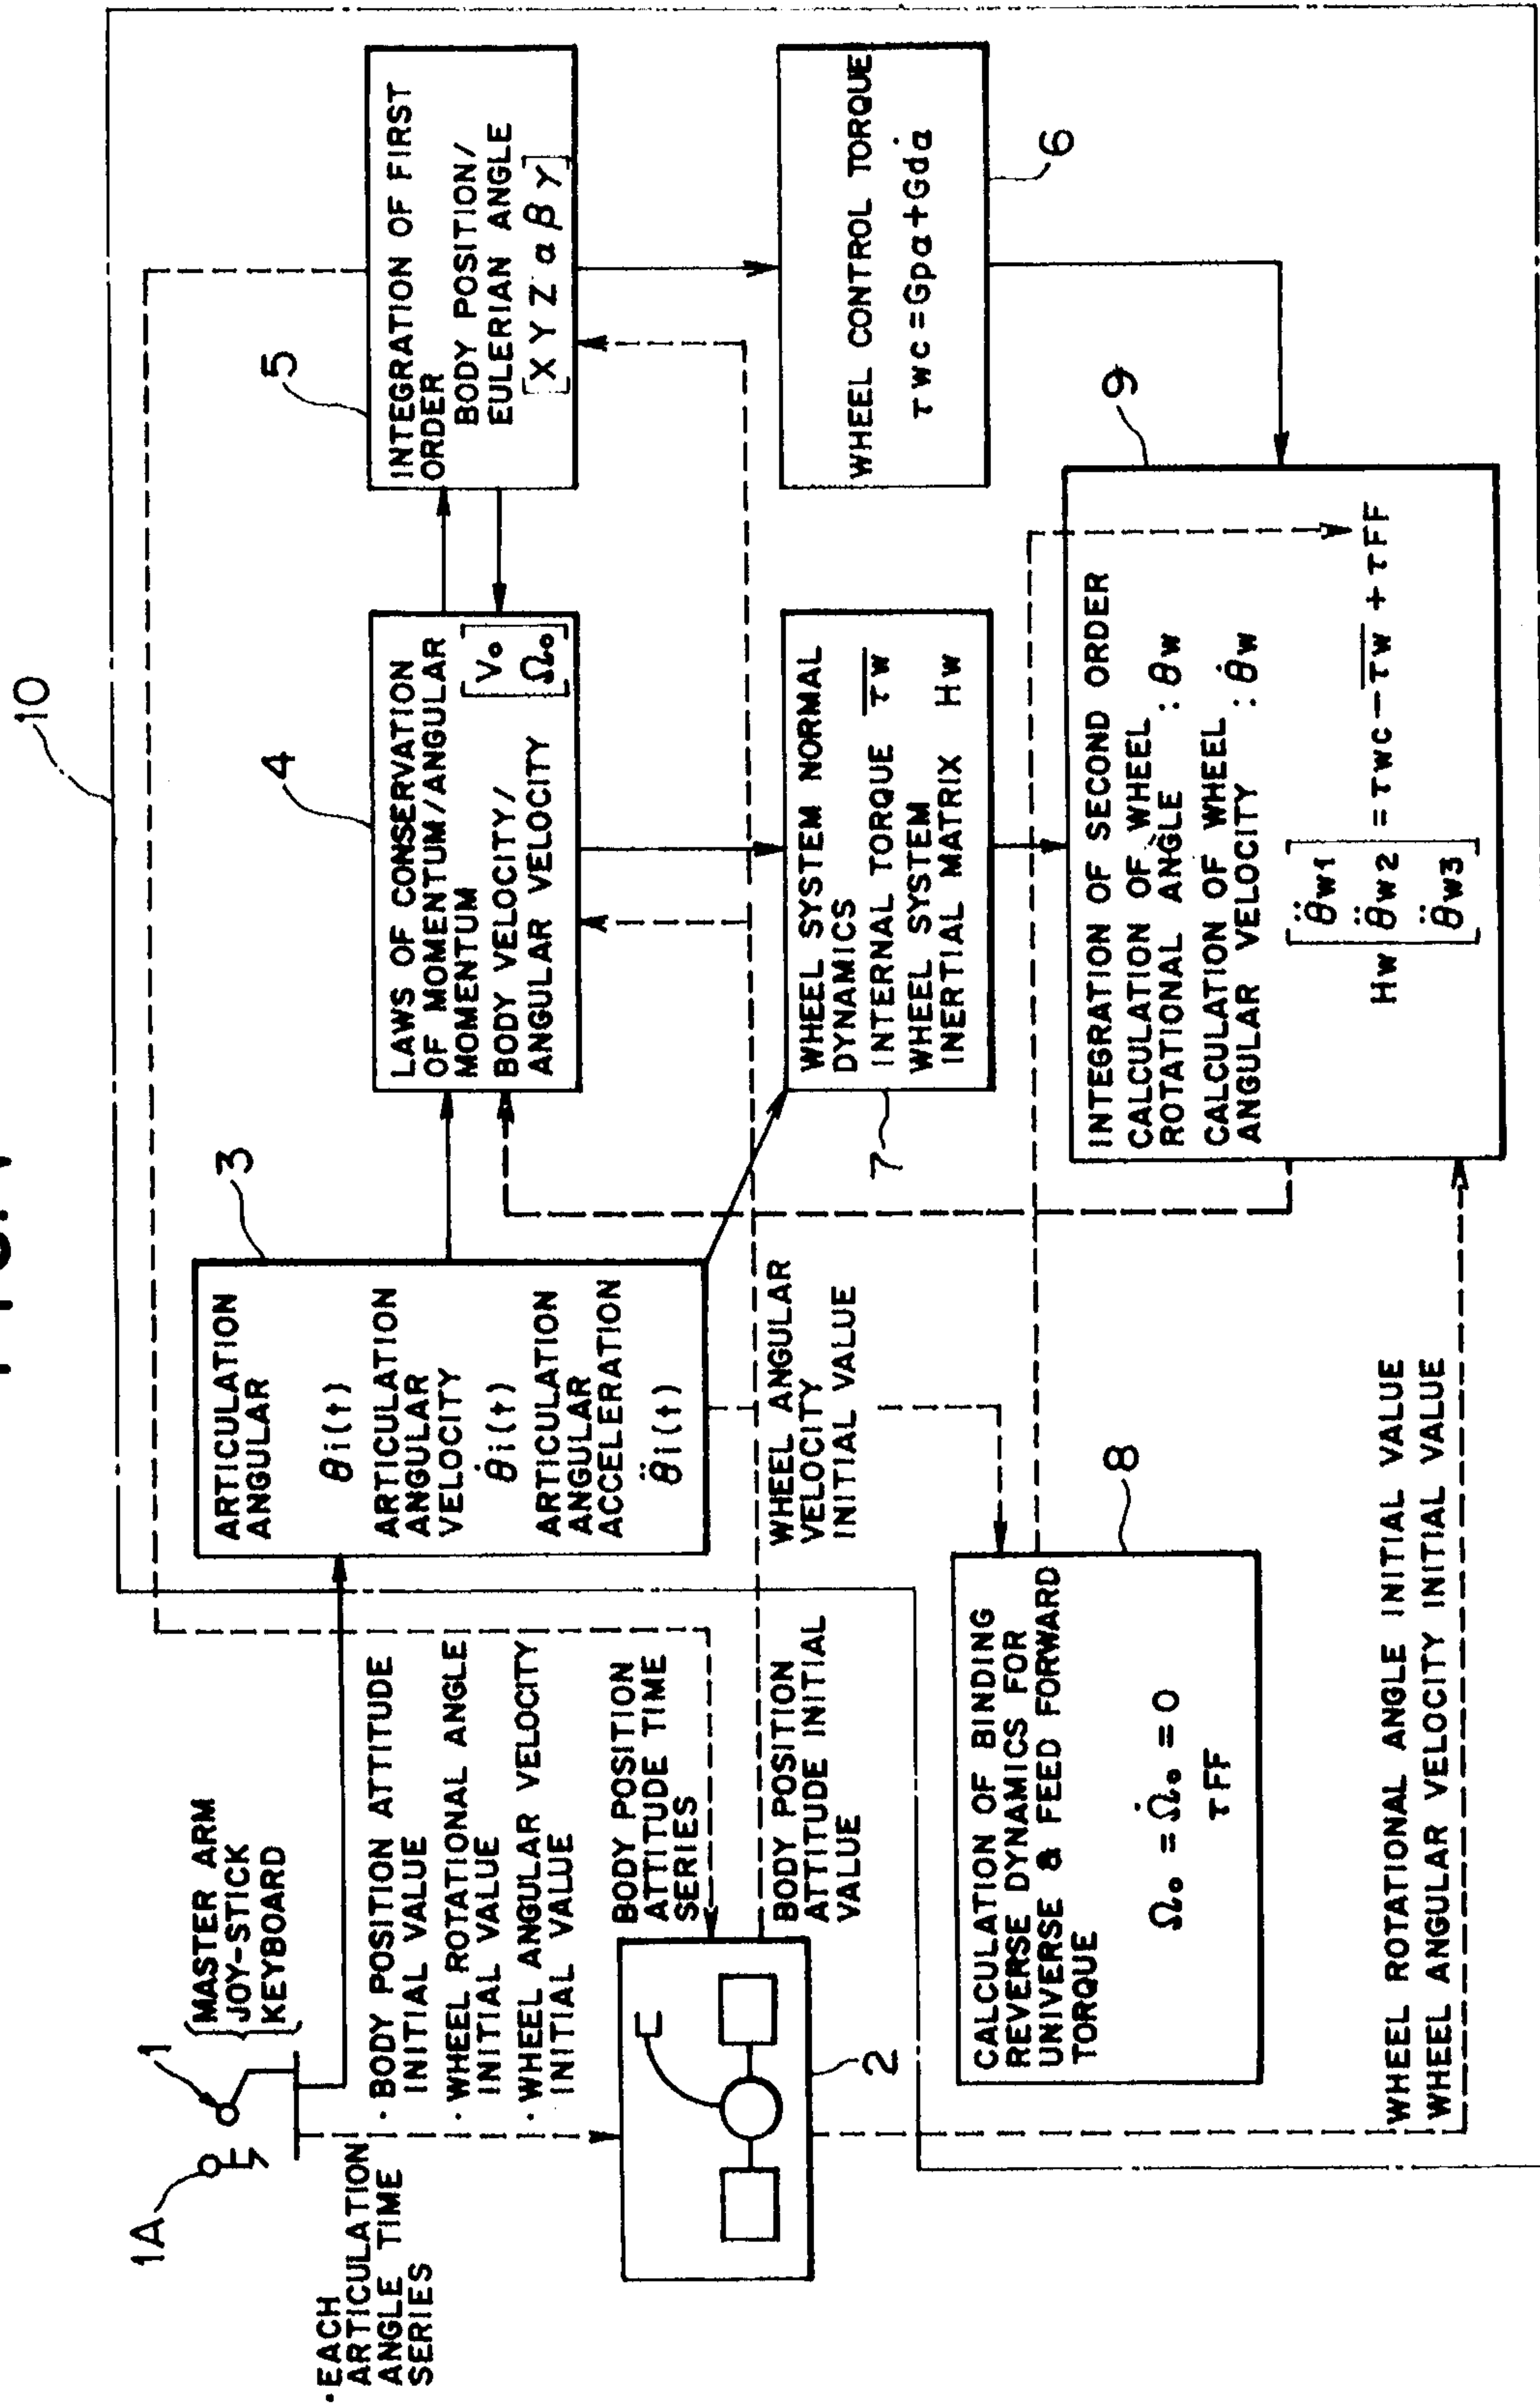 10
1A
1
MASTER ARM
JOY-STICK
KEYBOARD
· EACH
ARTICULATION
ANGLE TIME
SERIES
· BODY POSITION ATTITUDE
INITIAL VALUE
· WHEEL ROTATIONAL ANGLE
INITIAL VALUE
· WHEEL ANGULAR VELOCITY
INITIAL VALUE
BODY POSITION
ATTITUDE TIME
SERIES
BODY POSITION
ATTITUDE INITIAL
VALUE
2
3
ARTICULATION
ANGULAR
θi(t)
ARTICULATION
ANGULAR
VELOCITY
θ̇i(t)
ARTICULATION
ANGULAR
ACCELERATION
θ̈i(t)
4
LAWS OF CONSERVATION
OF MOMENTUM/ANGULAR
MOMENTUM
BODY VELOCITY/
ANGULAR VELOCITY
[Vo
Ωo]
5
INTEGRATION OF FIRST
ORDER
BODY POSITION/
EULERIAN ANGLE
[X Y Z α β γ]
WHEEL CONTROL TORQUE
τwc=Gpα+Gdα̇
6
WHEEL SYSTEM NORMAL
DYNAMICS
INTERNAL TORQUE τ̅w̅
WHEEL SYSTEM
INERTIAL MATRIX Hw
7
WHEEL ANGULAR
VELOCITY
INITIAL VALUE
8
CALCULATION OF BINDING
REVERSE DYNAMICS FOR
UNIVERSE & FEED FORWARD
TORQUE
Ωo=Ω̇o=0
τFF
9
INTEGRATION OF SECOND ORDER
CALCULATION OF WHEEL
ROTATIONAL ANGLE : θw
CALCULATION OF WHEEL
ANGULAR VELOCITY : θ̇w
Hw [θ̈w1 θ̈w2 θ̈w3] = τwc − τ̅w̅ + τFF
WHEEL ROTATIONAL ANGLE INITIAL VALUE
WHEEL ANGULAR VELOCITY INITIAL VALUE